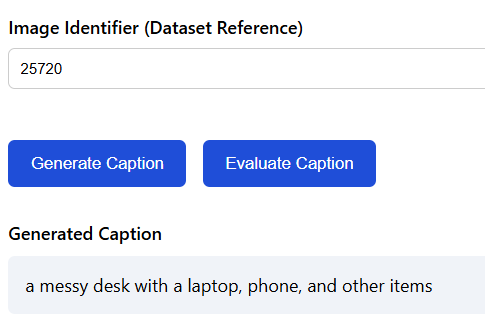 Image Identifier (Dataset Reference)
25720
Generate Caption
Evaluate Caption
Generated Caption
a messy desk with a laptop, phone, and other items